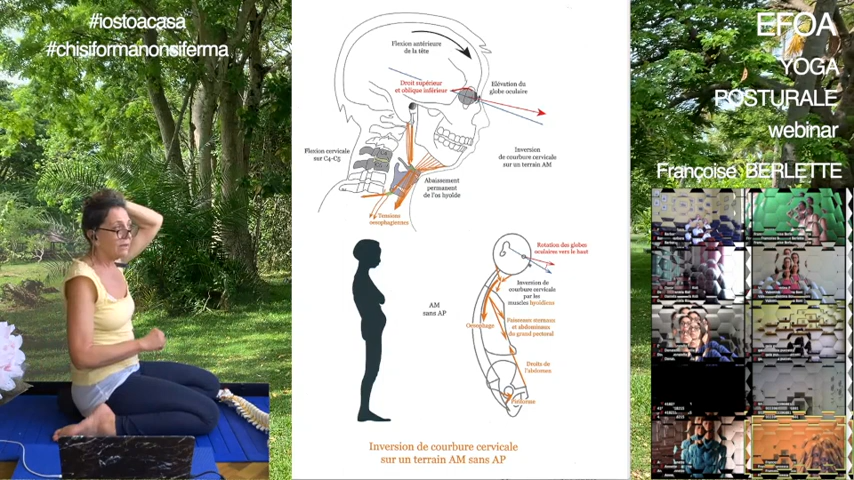 #iostoacasa
#chisiformanonsiferma
Flexion antérieure
de la tête
Droit supérieur
et oblique inférieur
Elévation du
globe oculaire
Flexion cervicale
sur C4-C5
Inversion
de courbure cervicale
sur un terrain AM
Abaissement
permanent
de l'os hyoïde
Tensions
oesophagiennes
AM
sans AP
Rotation des globes
oculaires vers le haut
Inversion de
courbure cervicale
par les
muscles hyoïdiens
Oesophage
Faisceaux sternaux
et abdominaux
du grand pectoral
Droits de
l'abdomen
Piriforme
Inversion de courbure cervicale
sur un terrain AM sans AP
EFOA
YOGA
POSTURALE
webinar
Françoise BERLETTE